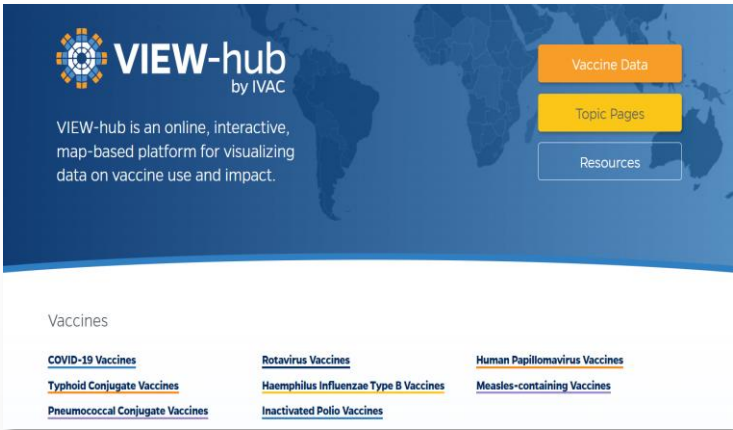 VIEW-hub
by IVAC
VIEW-hub is an online, interactive,
map-based platform for visualizing
data on vaccine use and impact.
Vaccine Data
Topic Pages
Resources
Vaccines
COVID-19 Vaccines
Typhoid Conjugate Vaccines
Pneumococcal Conjugate Vaccines
Rotavirus Vaccines
Haemphilus Influenzae Type B Vaccines
Inactivated Polio Vaccines
Human Papillomavirus Vaccines
Measles-containing Vaccines